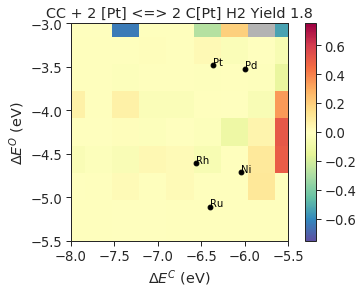 CC + 2 [Pt] <=> 2 C[Pt] H2 Yield 1.8
−3.0
−3.5
−4.0
−4.5
−5.0
−5.5
ΔE^O (eV)
Pt
Pd
Rh
Ni
Ru
−8.0 −7.5 −7.0 −6.5 −6.0 −5.5
ΔE^C (eV)
0.6
0.4
0.2
0.0
−0.2
−0.4
−0.6